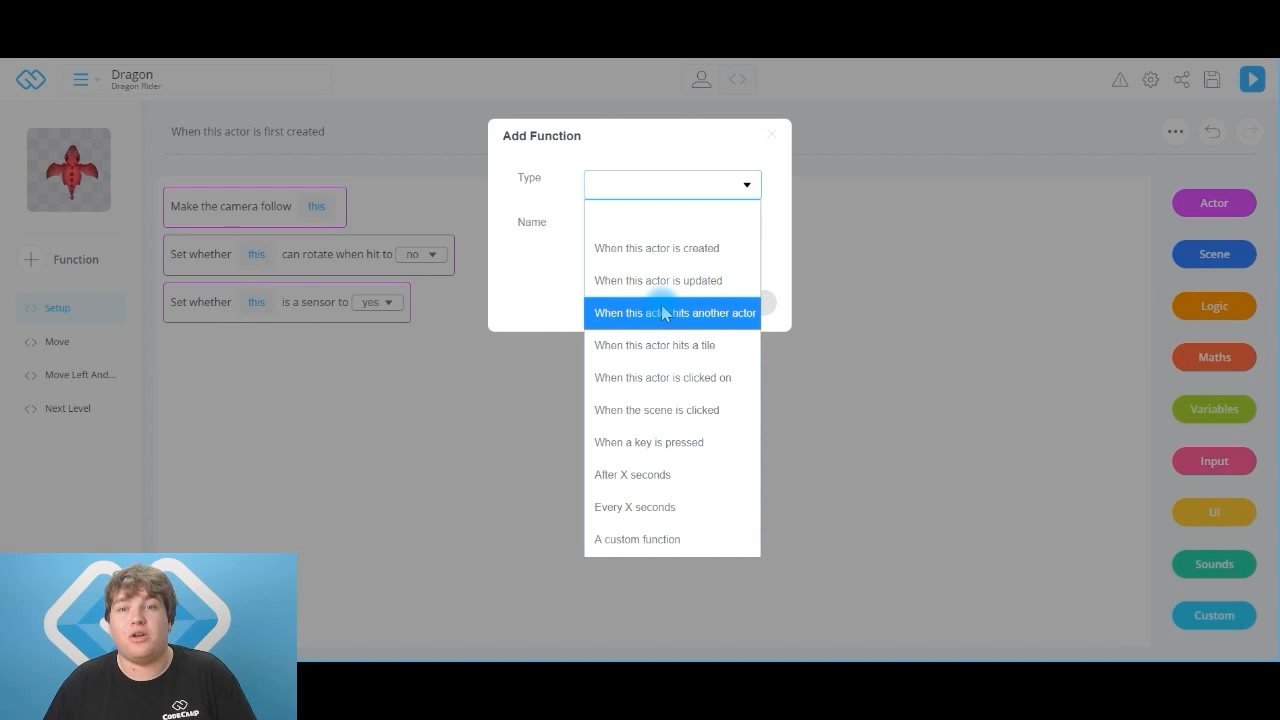 Dragon
Dragon Rider
When this actor is first created
Make the camera follow this
Set whether this can rotate when hit to no
Set whether this is a sensor to yes
Function
Setup
Move
Move Left And...
Next Level
Add Function
Type
Name
When this actor is created
When this actor is updated
When this actor hits another actor
When this actor hits a tile
When this actor is clicked on
When the scene is clicked
When a key is pressed
After X seconds
Every X seconds
A custom function
Actor
Scene
Logic
Maths
Variables
Input
UI
Sounds
Custom
CODECAMP